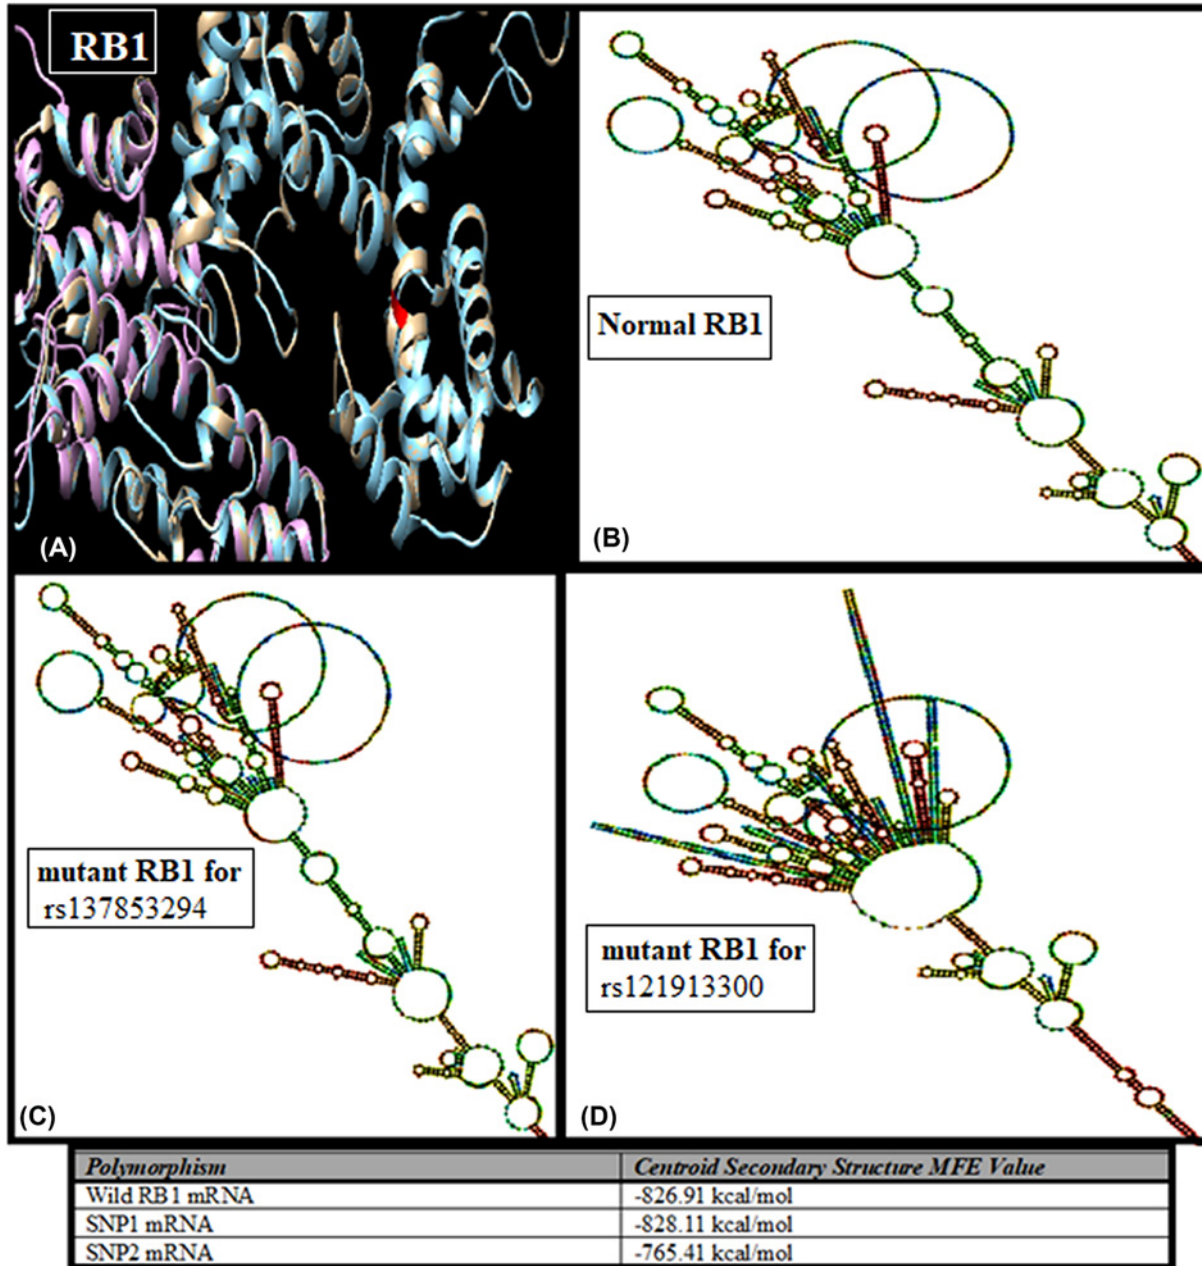 RB1
(A)
Normal RB1
(B)
mutant RB1 for
rs137853294
(C)
mutant RB1 for
rs121913300
(D)
Polymorphism Centroid Secondary Structure MFE Value
Wild RB1 mRNA -826.91 kcal/mol
SNP1 mRNA -828.11 kcal/mol
SNP2 mRNA -765.41 kcal/mol